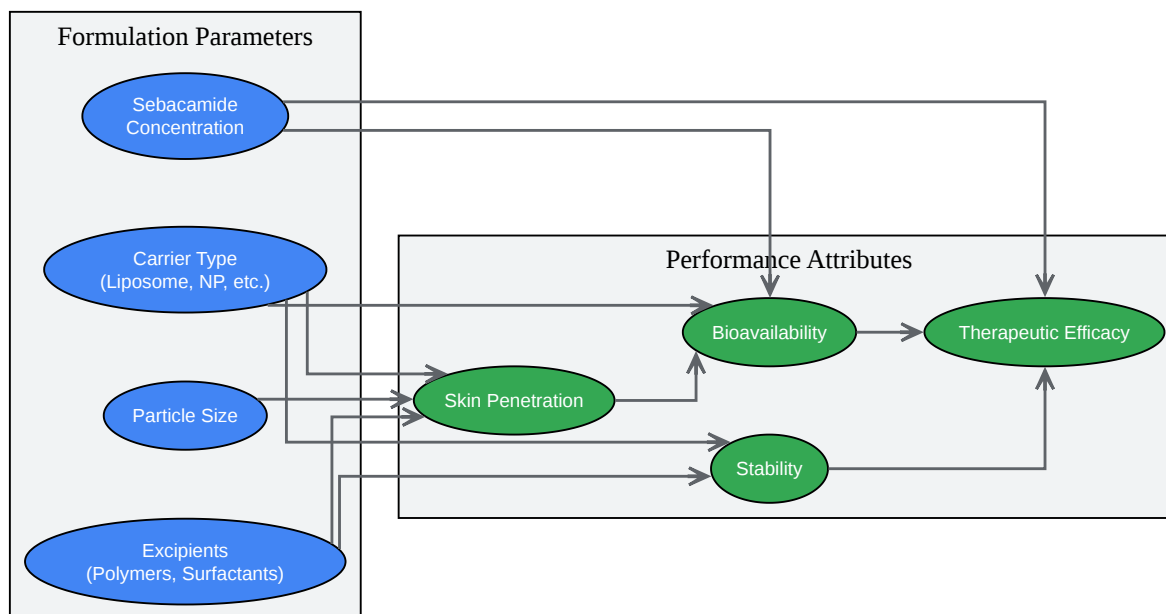 Formulation Parameters
Sebacamide
Concentration
Carrier Type
(Liposome, NP, etc.)
Particle Size
Excipients
(Polymers, Surfactants)
Performance Attributes
Bioavailability
Therapeutic Efficacy
Skin Penetration
Stability